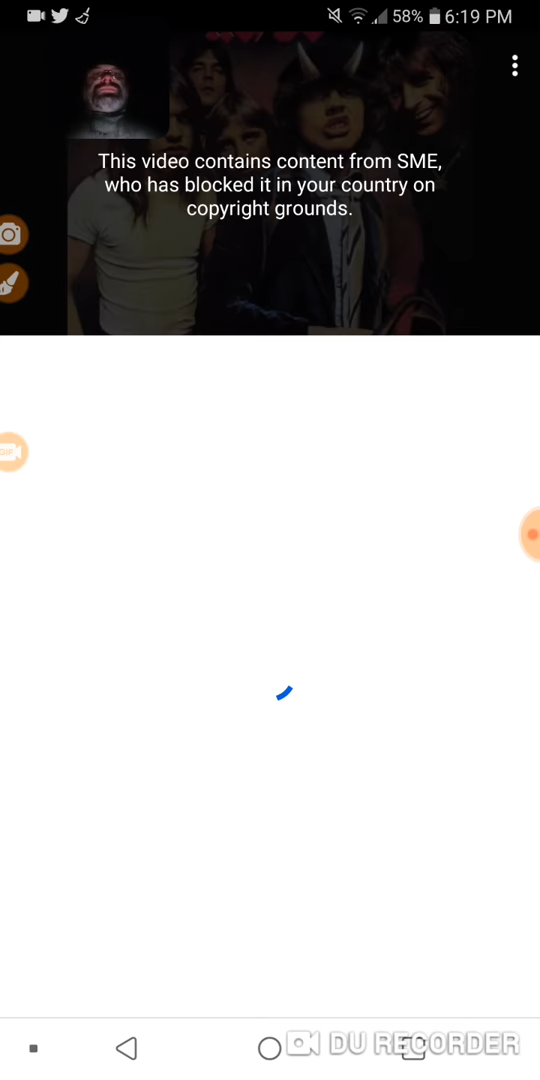 58% 6:19 PM
This video contains content from SME,
who has blocked it in your country on
copyright grounds.
GIF
DU RECORDER